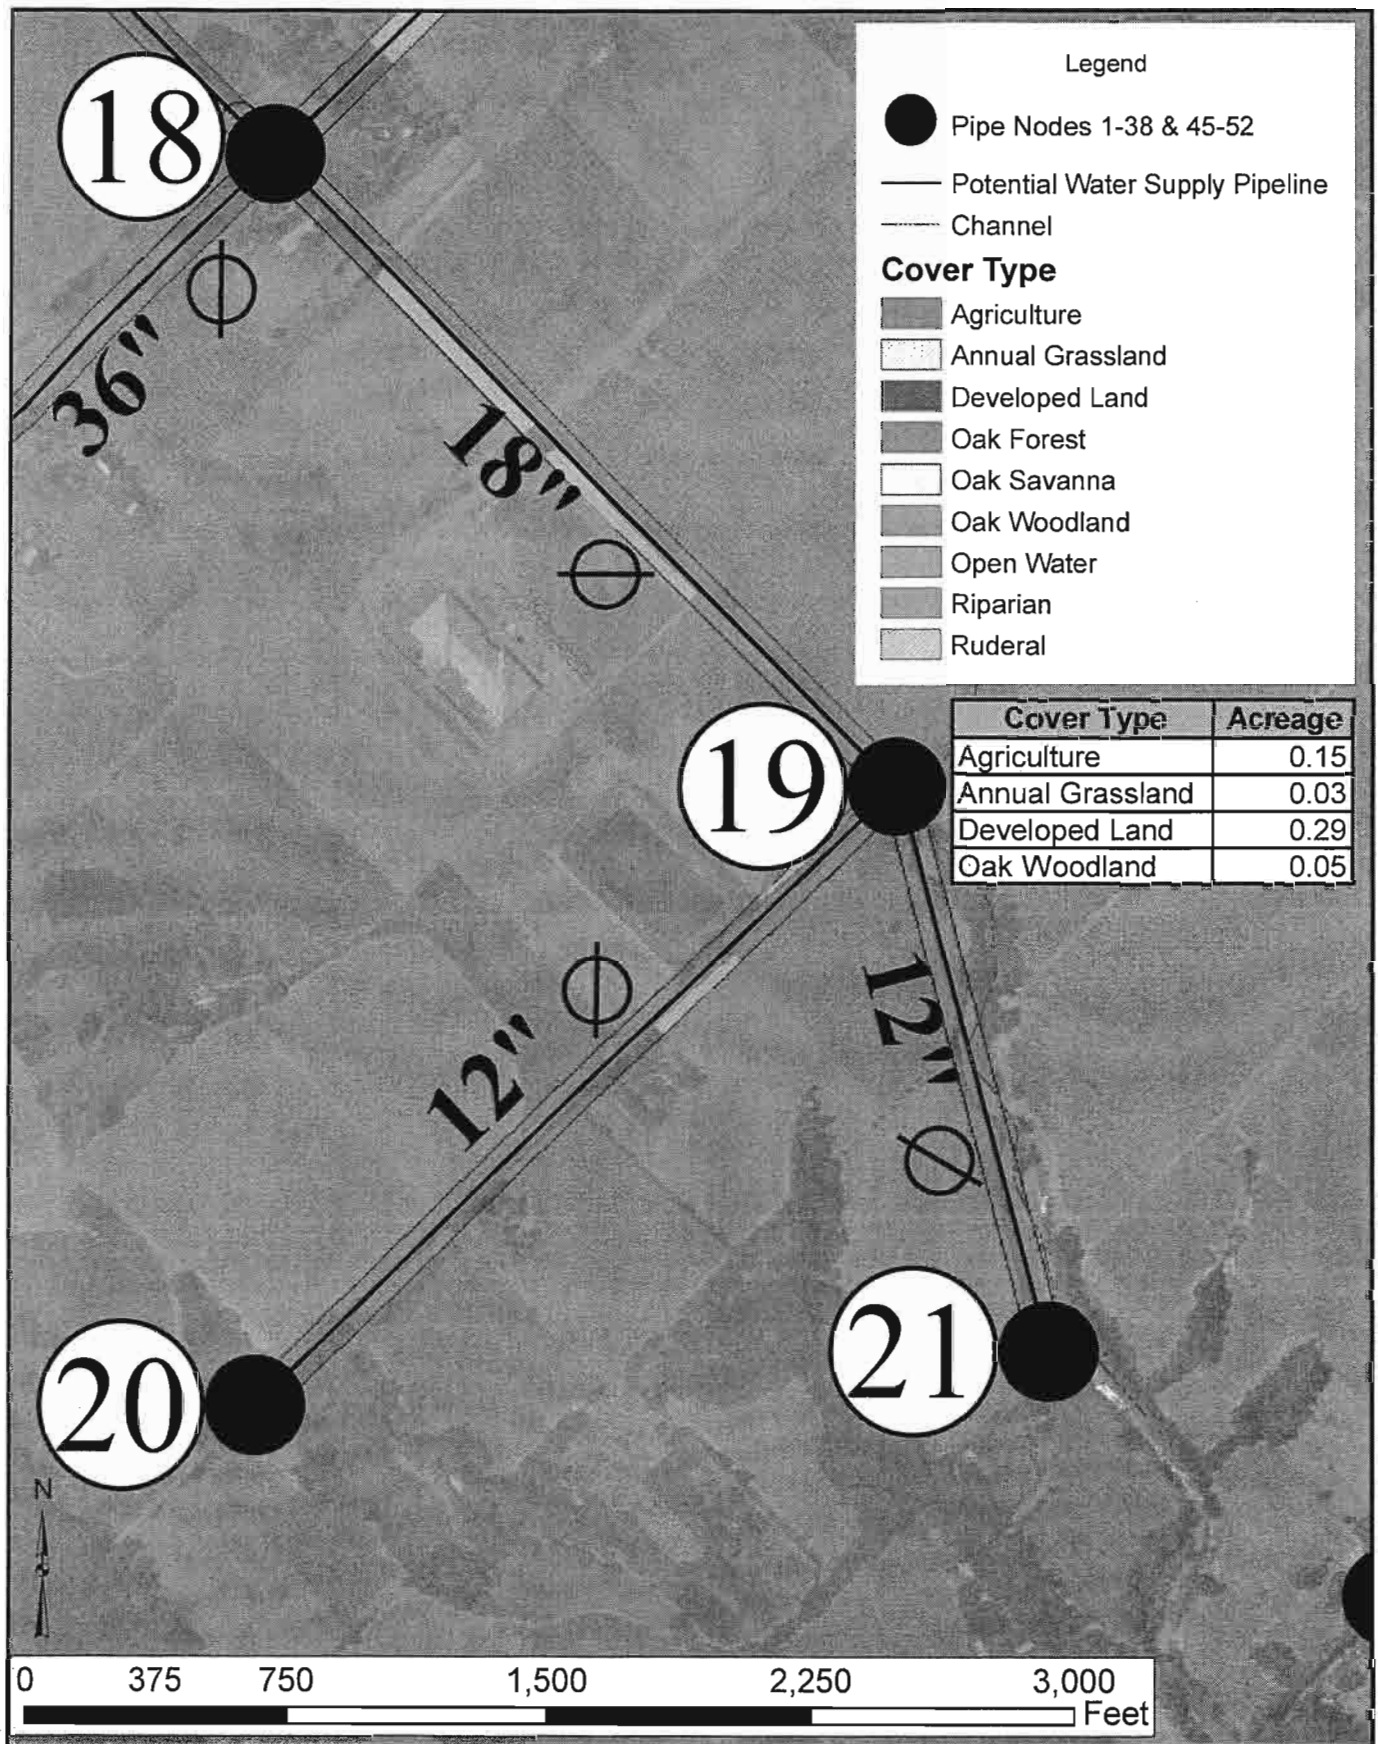 18
36"
18"
Legend
Pipe Nodes 1-38 & 45-52
Potential Water Supply Pipeline
Channel
Cover Type
Agriculture
Annual Grassland
Developed Land
Oak Forest
Oak Savanna
Oak Woodland
Open Water
Riparian
Ruderal
Cover Type Acreage
Agriculture 0.15
Annual Grassland 0.03
Developed Land 0.29
Oak Woodland 0.05
19
12"
12"
20
21
N
0 375 750 1,500 2,250 3,000
Feet